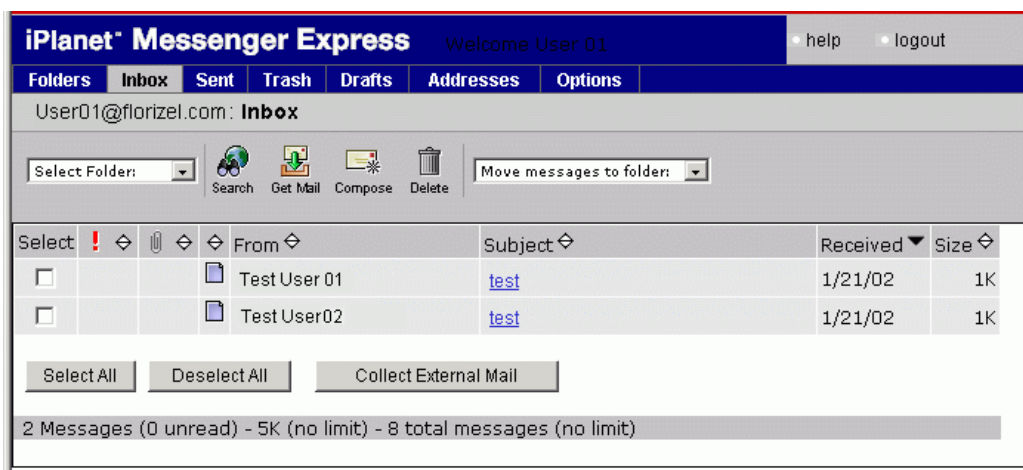 iPlanet™ Messenger Express Welcome User 01 help logout
Folders Inbox Sent Trash Drafts Addresses Options
User01@florizel.com: Inbox
Select Folder: Search Get Mail Compose Delete Move messages to folder:
Select ! From Subject Received Size
Test User 01 test 1/21/02 1K
Test User02 test 1/21/02 1K
Select All Deselect All Collect External Mail
2 Messages (0 unread) - 5K (no limit) - 8 total messages (no limit)